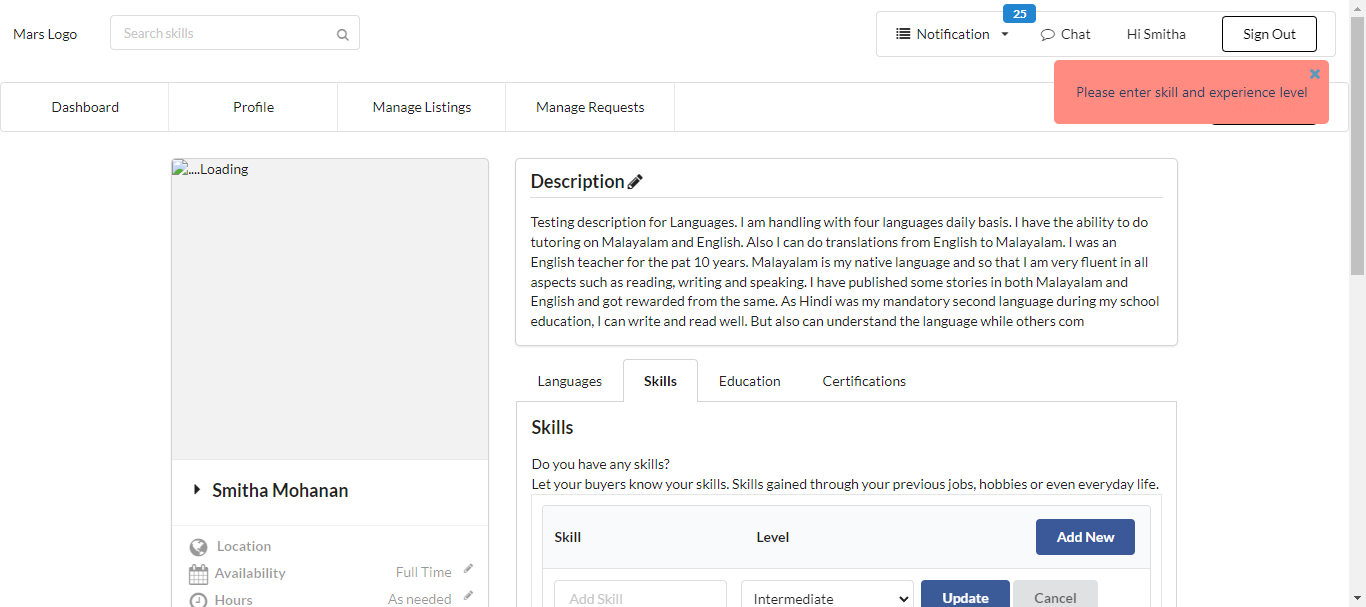 25
Mars Logo
Search skills
Notification
Chat
Hi Smitha
Sign Out
Please enter skill and experience level
Dashboard
Profile
Manage Listings
Manage Requests
....Loading
Description
Testing description for Languages. I am handling with four languages daily basis. I have the ability to do
tutoring on Malayalam and English. Also I can do translations from English to Malayalam. I was an
English teacher for the pat 10 years. Malayalam is my native language and so that I am very fluent in all
aspects such as reading, writing and speaking. I have published some stories in both Malayalam and
English and got rewarded from the same. As Hindi was my mandatory second language during my school
education, I can write and read well. But also can understand the language while others com
Languages
Skills
Education
Certifications
Skills
Do you have any skills?
Let your buyers know your skills. Skills gained through your previous jobs, hobbies or even everyday life.
Skill
Level
Add New
Add Skill
Intermediate
Update
Cancel
Smitha Mohanan
Location
Availability
Full Time
Hours
As needed